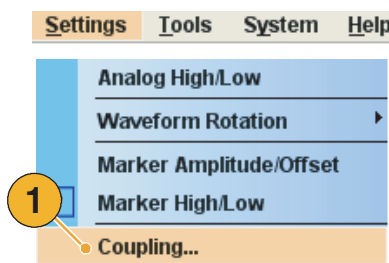 Settings Tools System Help
Analog High/Low
Waveform Rotation
Marker Amplitude/Offset
1 Marker High/Low
Coupling...